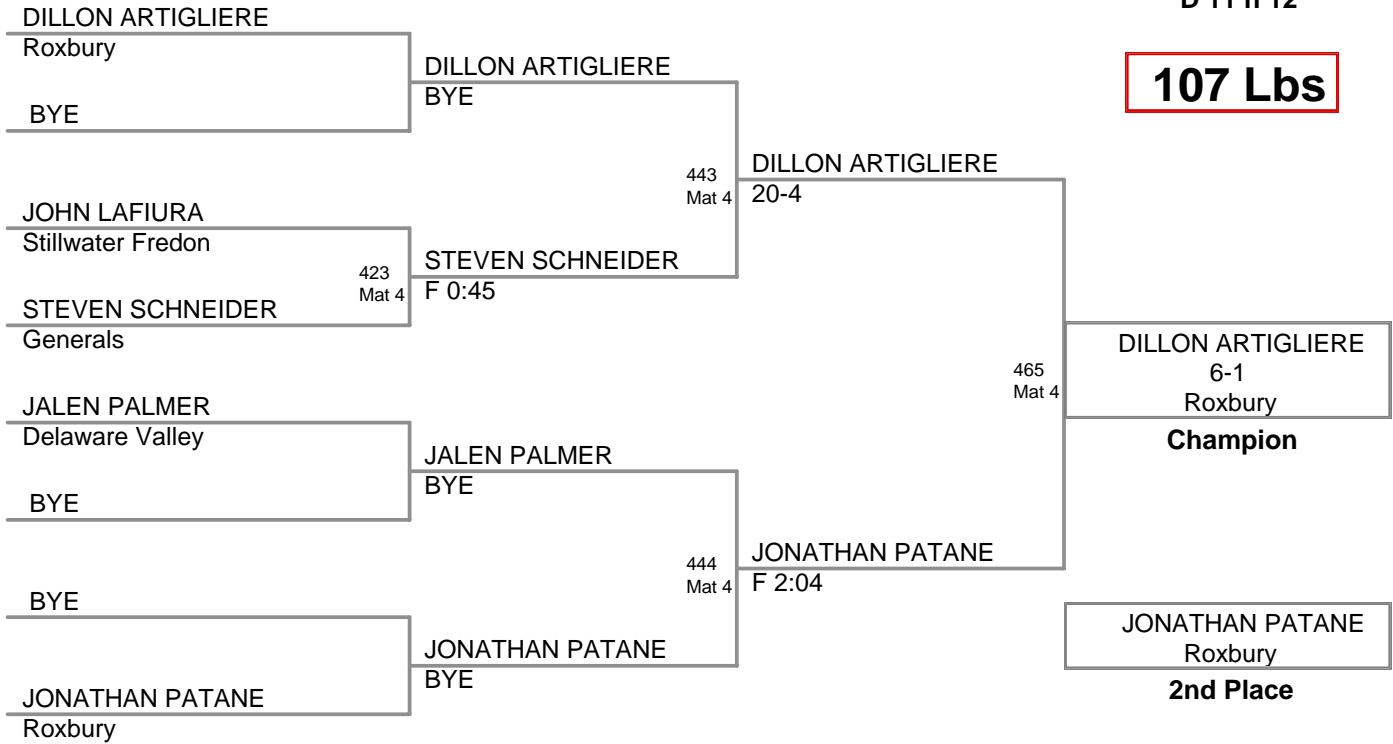 D 11 n 12
107 Lbs
DILLON ARTIGLIERE
Roxbury
BYE
JOHN LAFIURA
Stillwater Fredon
STEVEN SCHNEIDER
Generals
JALEN PALMER
Delaware Valley
BYE
BYE
JONATHAN PATANE
Roxbury
423
Mat 4
DILLON ARTIGLIERE
BYE
STEVEN SCHNEIDER
F 0:45
JALEN PALMER
BYE
JONATHAN PATANE
BYE
443
Mat 4
444
Mat 4
DILLON ARTIGLIERE
20-4
JONATHAN PATANE
F 2:04
465
Mat 4
DILLON ARTIGLIERE
6-1
Roxbury
Champion
JONATHAN PATANE
Roxbury
2nd Place